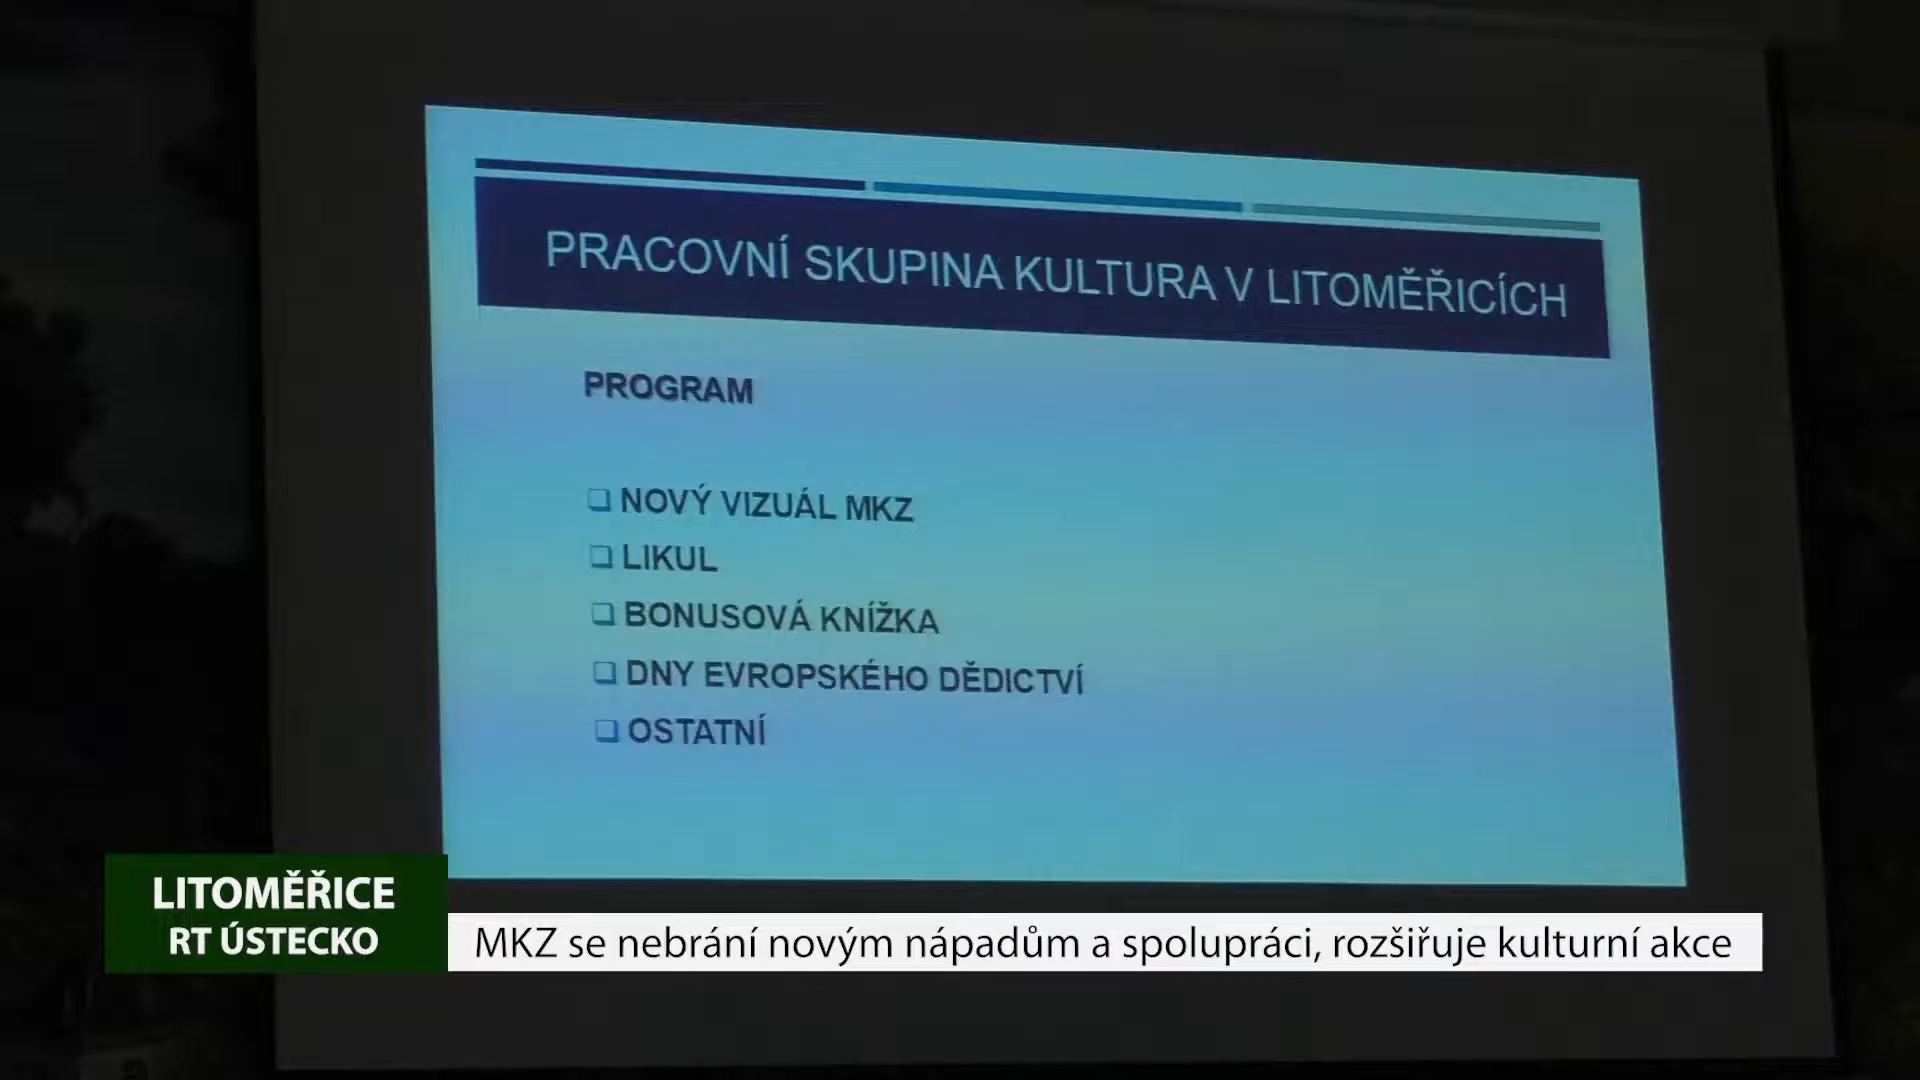 PRACOVNÍ SKUPINA KULTURA V LITOMĚŘICÍCH
PROGRAM
NOVÝ VIZUÁL MKZ
LIKUL
BONUSOVÁ KNÍŽKA
DNY EVROPSKÉHO DĚDICTVÍ
OSTATNÍ
LITOMĚŘICE
RT ÚSTECKO
MKZ se nebrání novým nápadům a spolupráci, rozšiřuje kulturní akce